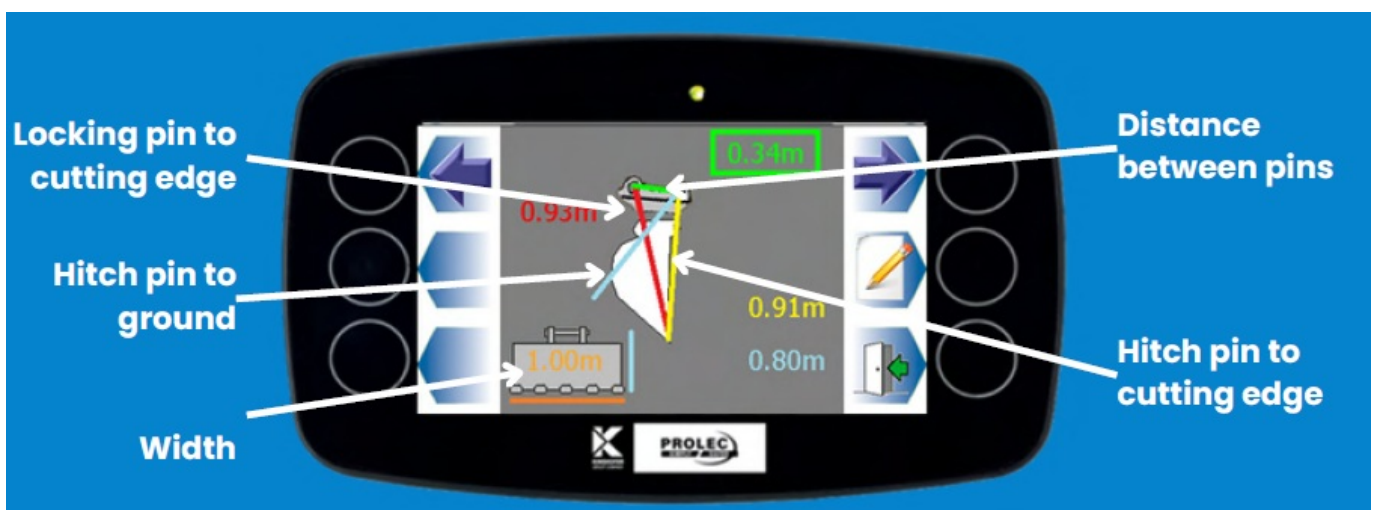 Locking pin to
cutting edge
Hitch pin to
ground
Width
0.34m
0.93m
0.91m
1.00m
0.80m
PROLEC
Distance
between pins
Hitch pin to
cutting edge